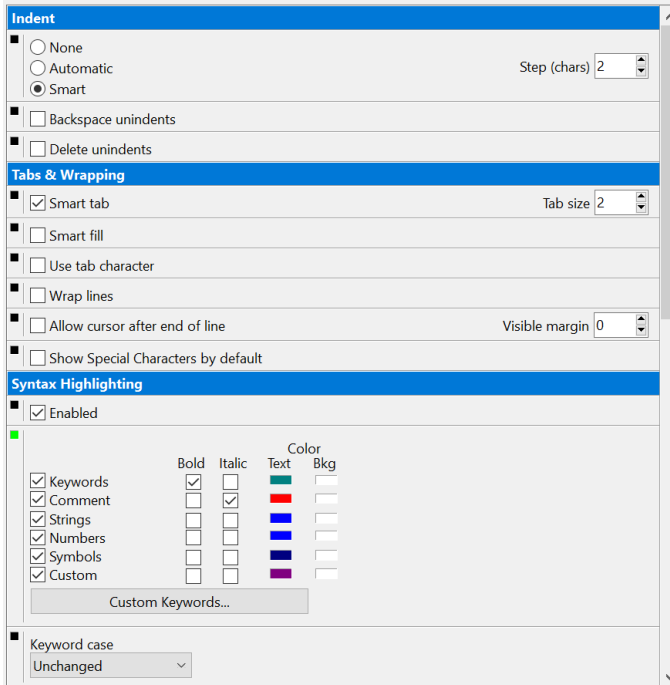 Indent
None
Automatic
Step (chars) 2
Smart
Backspace unindents
Delete unindents
Tabs & Wrapping
Smart tab
Tab size 2
Smart fill
Use tab character
Wrap lines
Allow cursor after end of line
Visible margin 0
Show Special Characters by default
Syntax Highlighting
Enabled
Color
Bold Italic Text Bkg
Keywords
Comment
Strings
Numbers
Symbols
Custom
Custom Keywords...
Keyword case
Unchanged